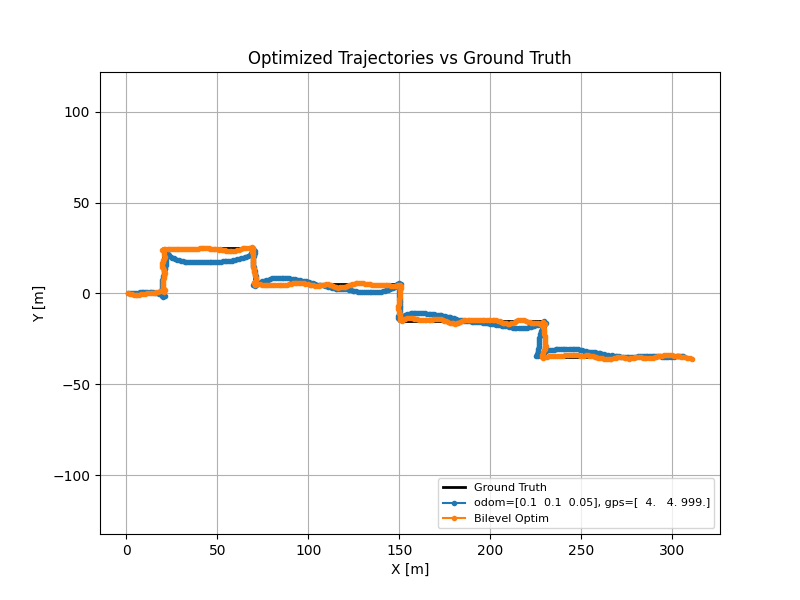 Optimized Trajectories vs Ground Truth
Y [m]
100
50
0
−50
−100
0 50 100 150 200 250 300
X [m]
Ground Truth
odom=[0.1  0.1  0.05], gps=[  4.   4. 999.]
Bilevel Optim